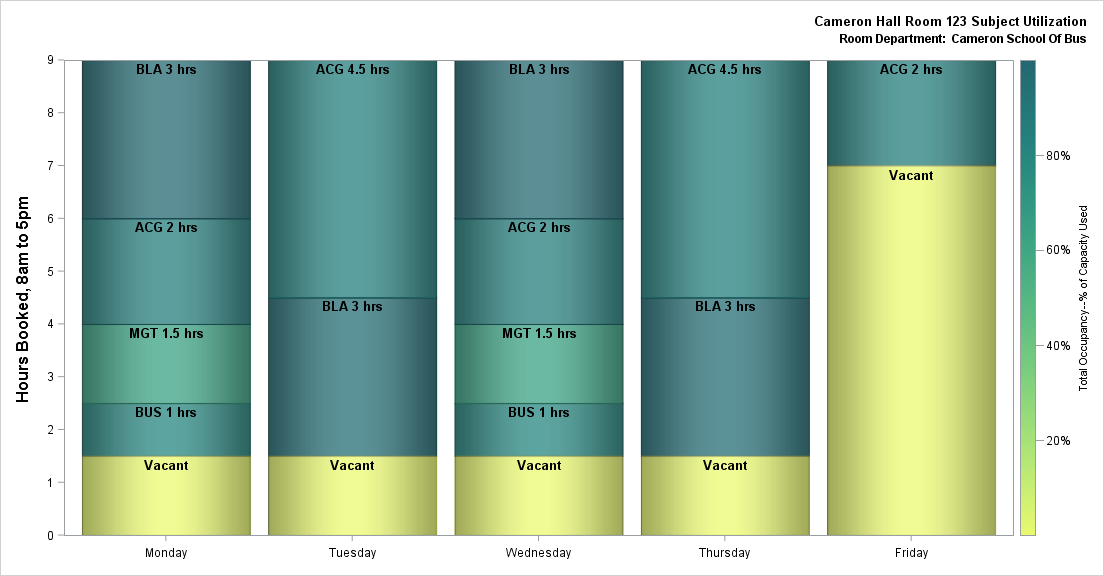 Cameron Hall Room 123 Subject Utilization
Room Department: Cameron School Of Bus
Hours Booked, 8am to 5pm
9
8
7
6
5
4
3
2
1
0
BLA 3 hrs
ACG 2 hrs
MGT 1.5 hrs
BUS 1 hrs
Vacant
ACG 4.5 hrs
BLA 3 hrs
Vacant
BLA 3 hrs
ACG 2 hrs
MGT 1.5 hrs
BUS 1 hrs
Vacant
ACG 4.5 hrs
BLA 3 hrs
Vacant
ACG 2 hrs
Vacant
Monday
Tuesday
Wednesday
Thursday
Friday
80%
60%
40%
20%
Total Occupancy--% of Capacity Used